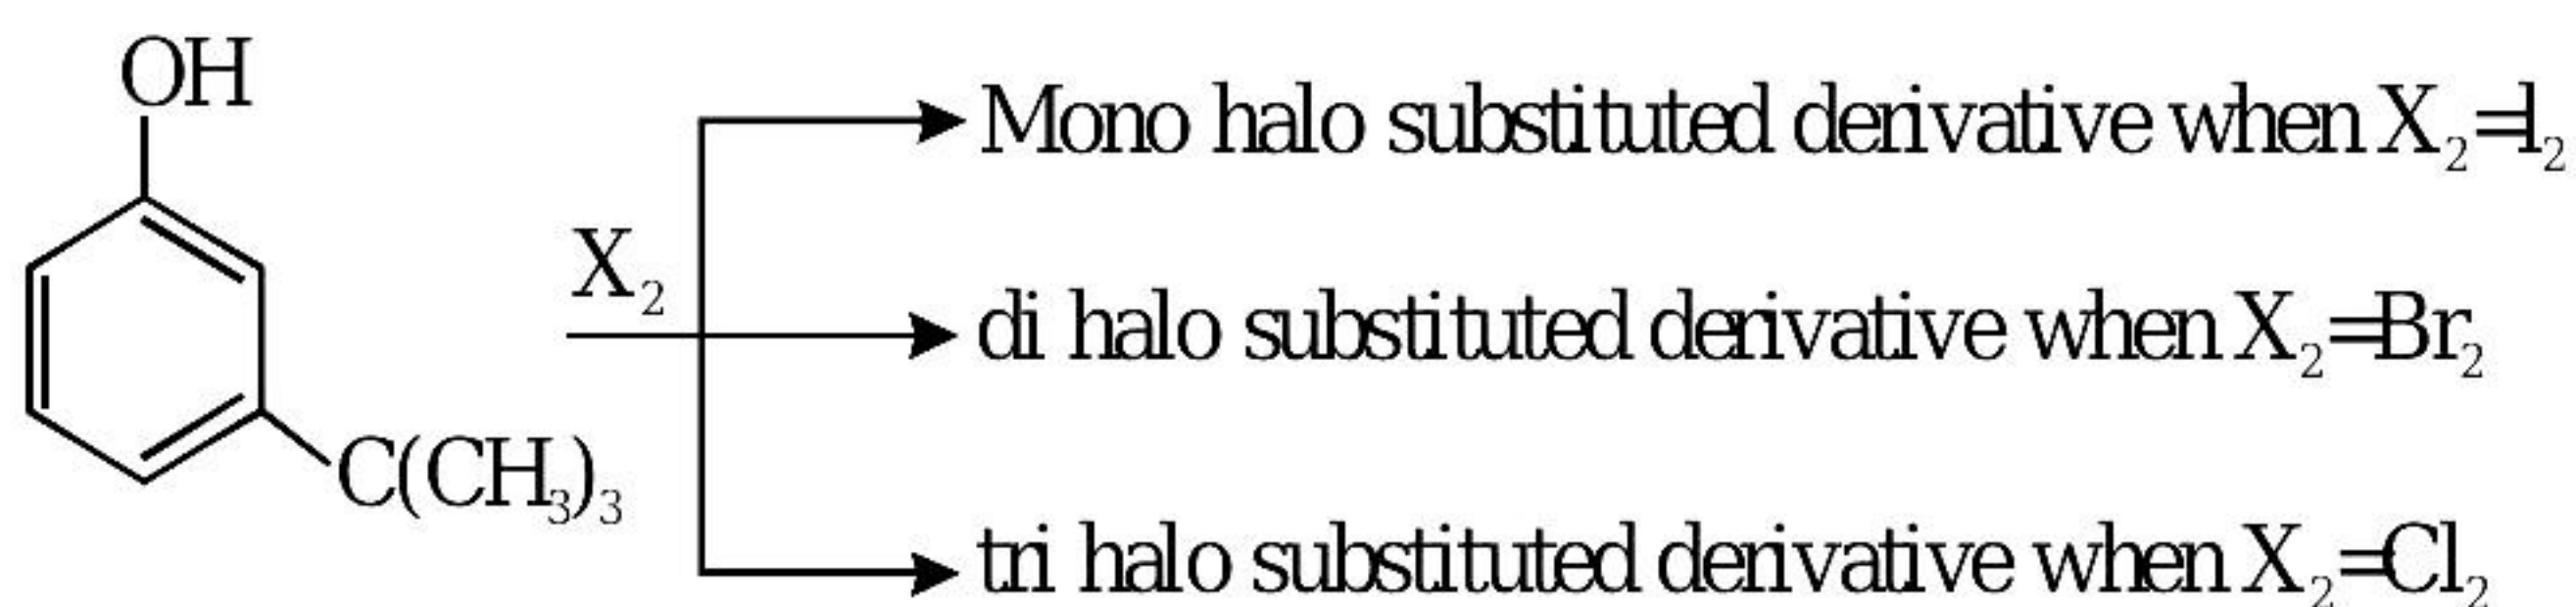 OH
Mono halo substituted derivative when X₂=I₂
X₂
di halo substituted derivative when X₂=Br₂
C(CH₃)₃
tri halo substituted derivative when X₂=Cl₂